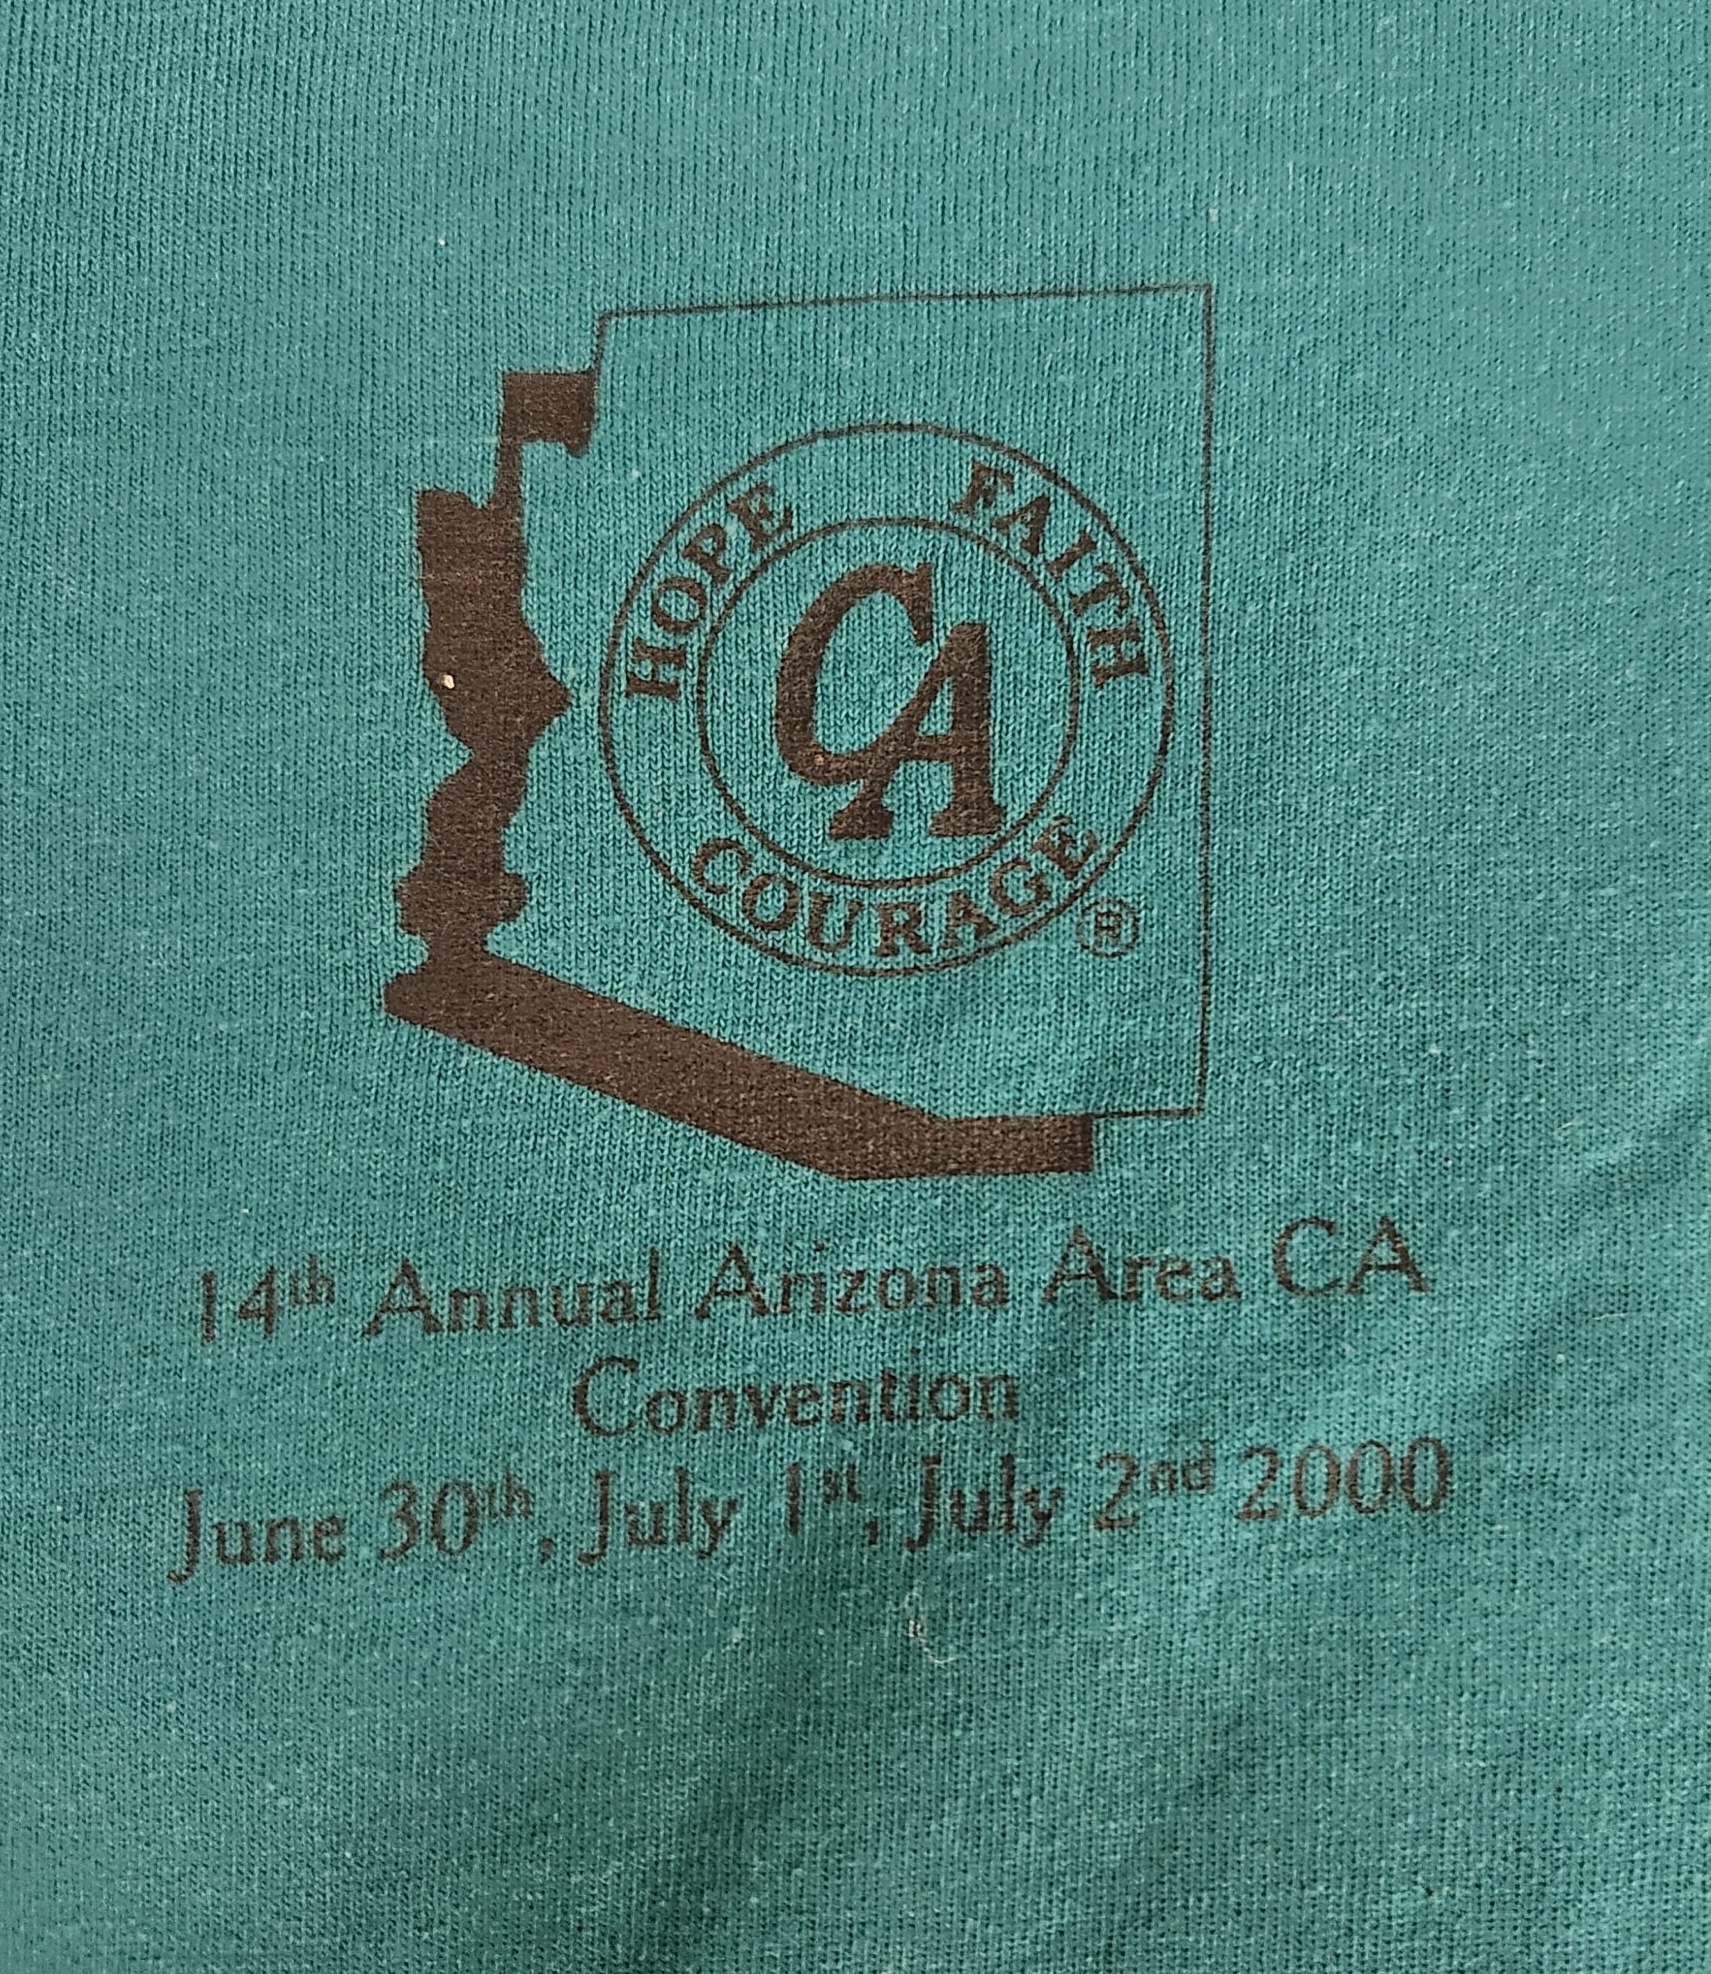 HOPE FAITH
CA
COURAGE
®
14th Annual Arizona Area CA
Convention
June 30th, July 1st, July 2nd 2000